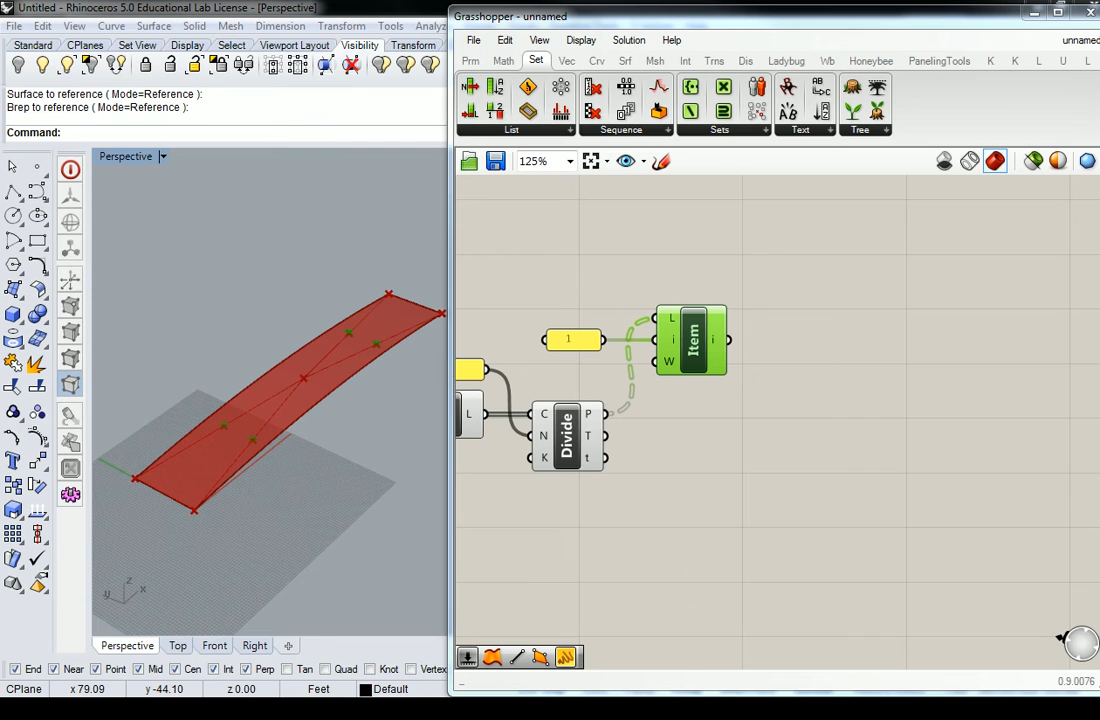 Untitled - Rhinoceros 5.0 Educational Lab License - [Perspective]
File Edit View Curve Surface Solid Mesh Dimension Transform Tools Analyz
Standard CPlanes Set View Display Select Viewport Layout Visibility Transform
Surface to reference ( Mode=Reference ):
Brep to reference ( Mode=Reference ):
Command:
Perspective
z
y
x
Perspective Top Front Right
End Near Point Mid Cen Int Perp Tan Quad Knot Vertex
CPlane x 79.09 y -44.10 z 0.00 Feet Default
Grasshopper - unnamed
File Edit View Display Solution Help unnamed
Prm Math Set Vec Crv Srf Msh Int Trns Dis Ladybug Wb Honeybee PanelingTools K K L U L
List Sequence Sets Text Tree
125%
1
L
i
W
Item
i
L
C
N
K
Divide
P
T
t
0.9.0076